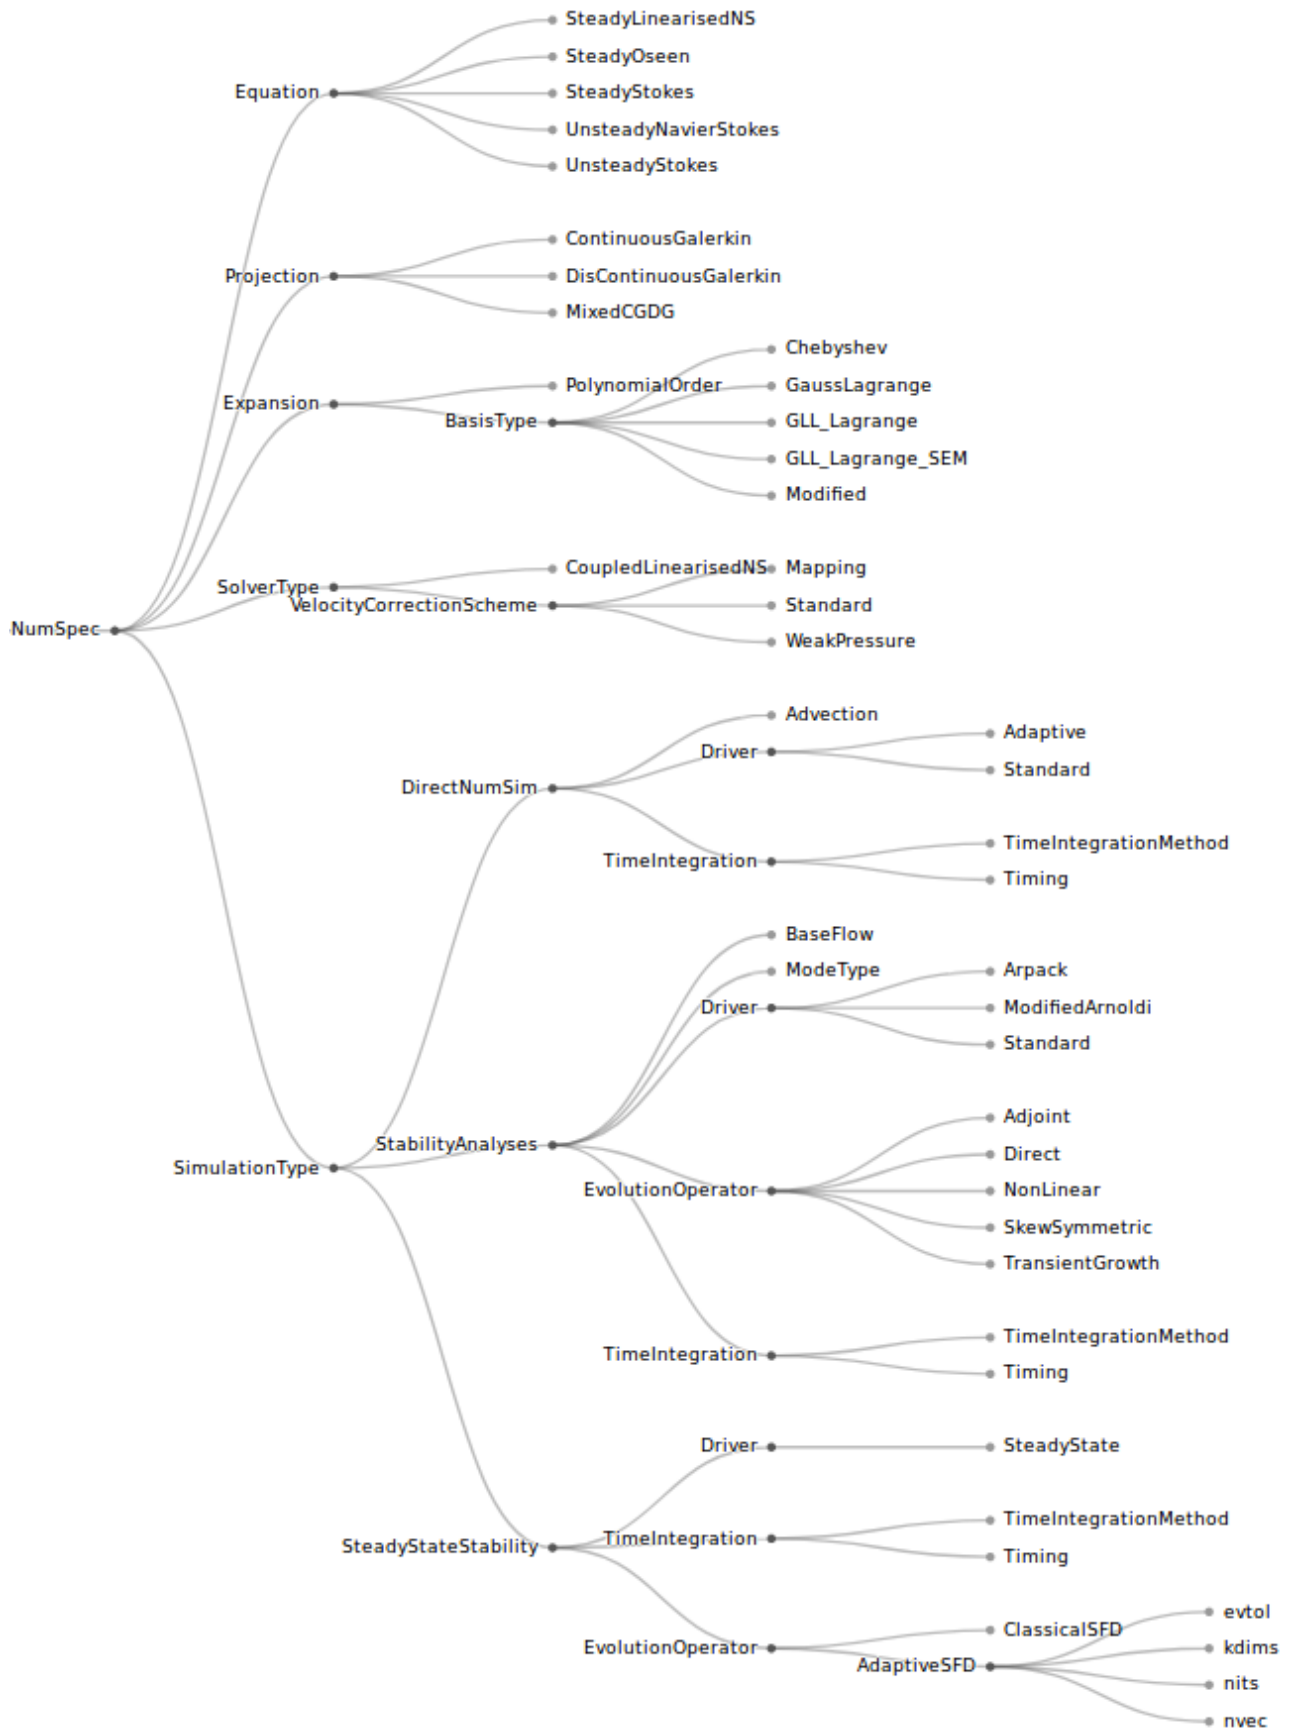 SteadyLinearisedNS
SteadyOseen
Equation
SteadyStokes
UnsteadyNavierStokes
UnsteadyStokes
ContinuousGalerkin
Projection
DisContinuousGalerkin
MixedCGDG
Chebyshev
PolynomialOrder
GaussLagrange
Expansion
BasisType
GLL_Lagrange
GLL_Lagrange_SEM
Modified
CoupledLinearisedNS
Mapping
SolverType
VelocityCorrectionScheme
Standard
NumSpec
WeakPressure
Advection
Adaptive
Driver
Standard
DirectNumSim
TimeIntegrationMethod
TimeIntegration
Timing
BaseFlow
ModeType
Arpack
Driver
ModifiedArnoldi
Standard
Adjoint
StabilityAnalyses
Direct
SimulationType
EvolutionOperator
NonLinear
SkewSymmetric
TransientGrowth
TimeIntegrationMethod
TimeIntegration
Timing
Driver
SteadyState
TimeIntegrationMethod
TimeIntegration
SteadyStateStability
Timing
evtol
ClassicalSFD
EvolutionOperator
kdims
AdaptiveSFD
nits
nvec